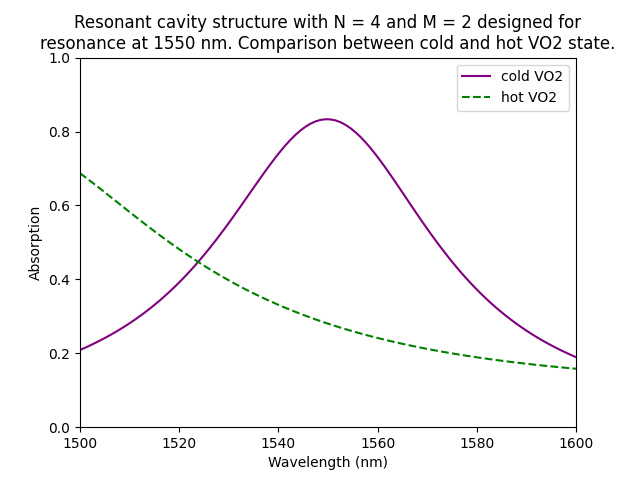 Resonant cavity structure with N = 4 and M = 2 designed for
resonance at 1550 nm. Comparison between cold and hot VO2 state.
cold VO2
hot VO2
1.0
0.8
0.6
0.4
0.2
0.0
Absorption
1500
1520
1540
1560
1580
1600
Wavelength (nm)